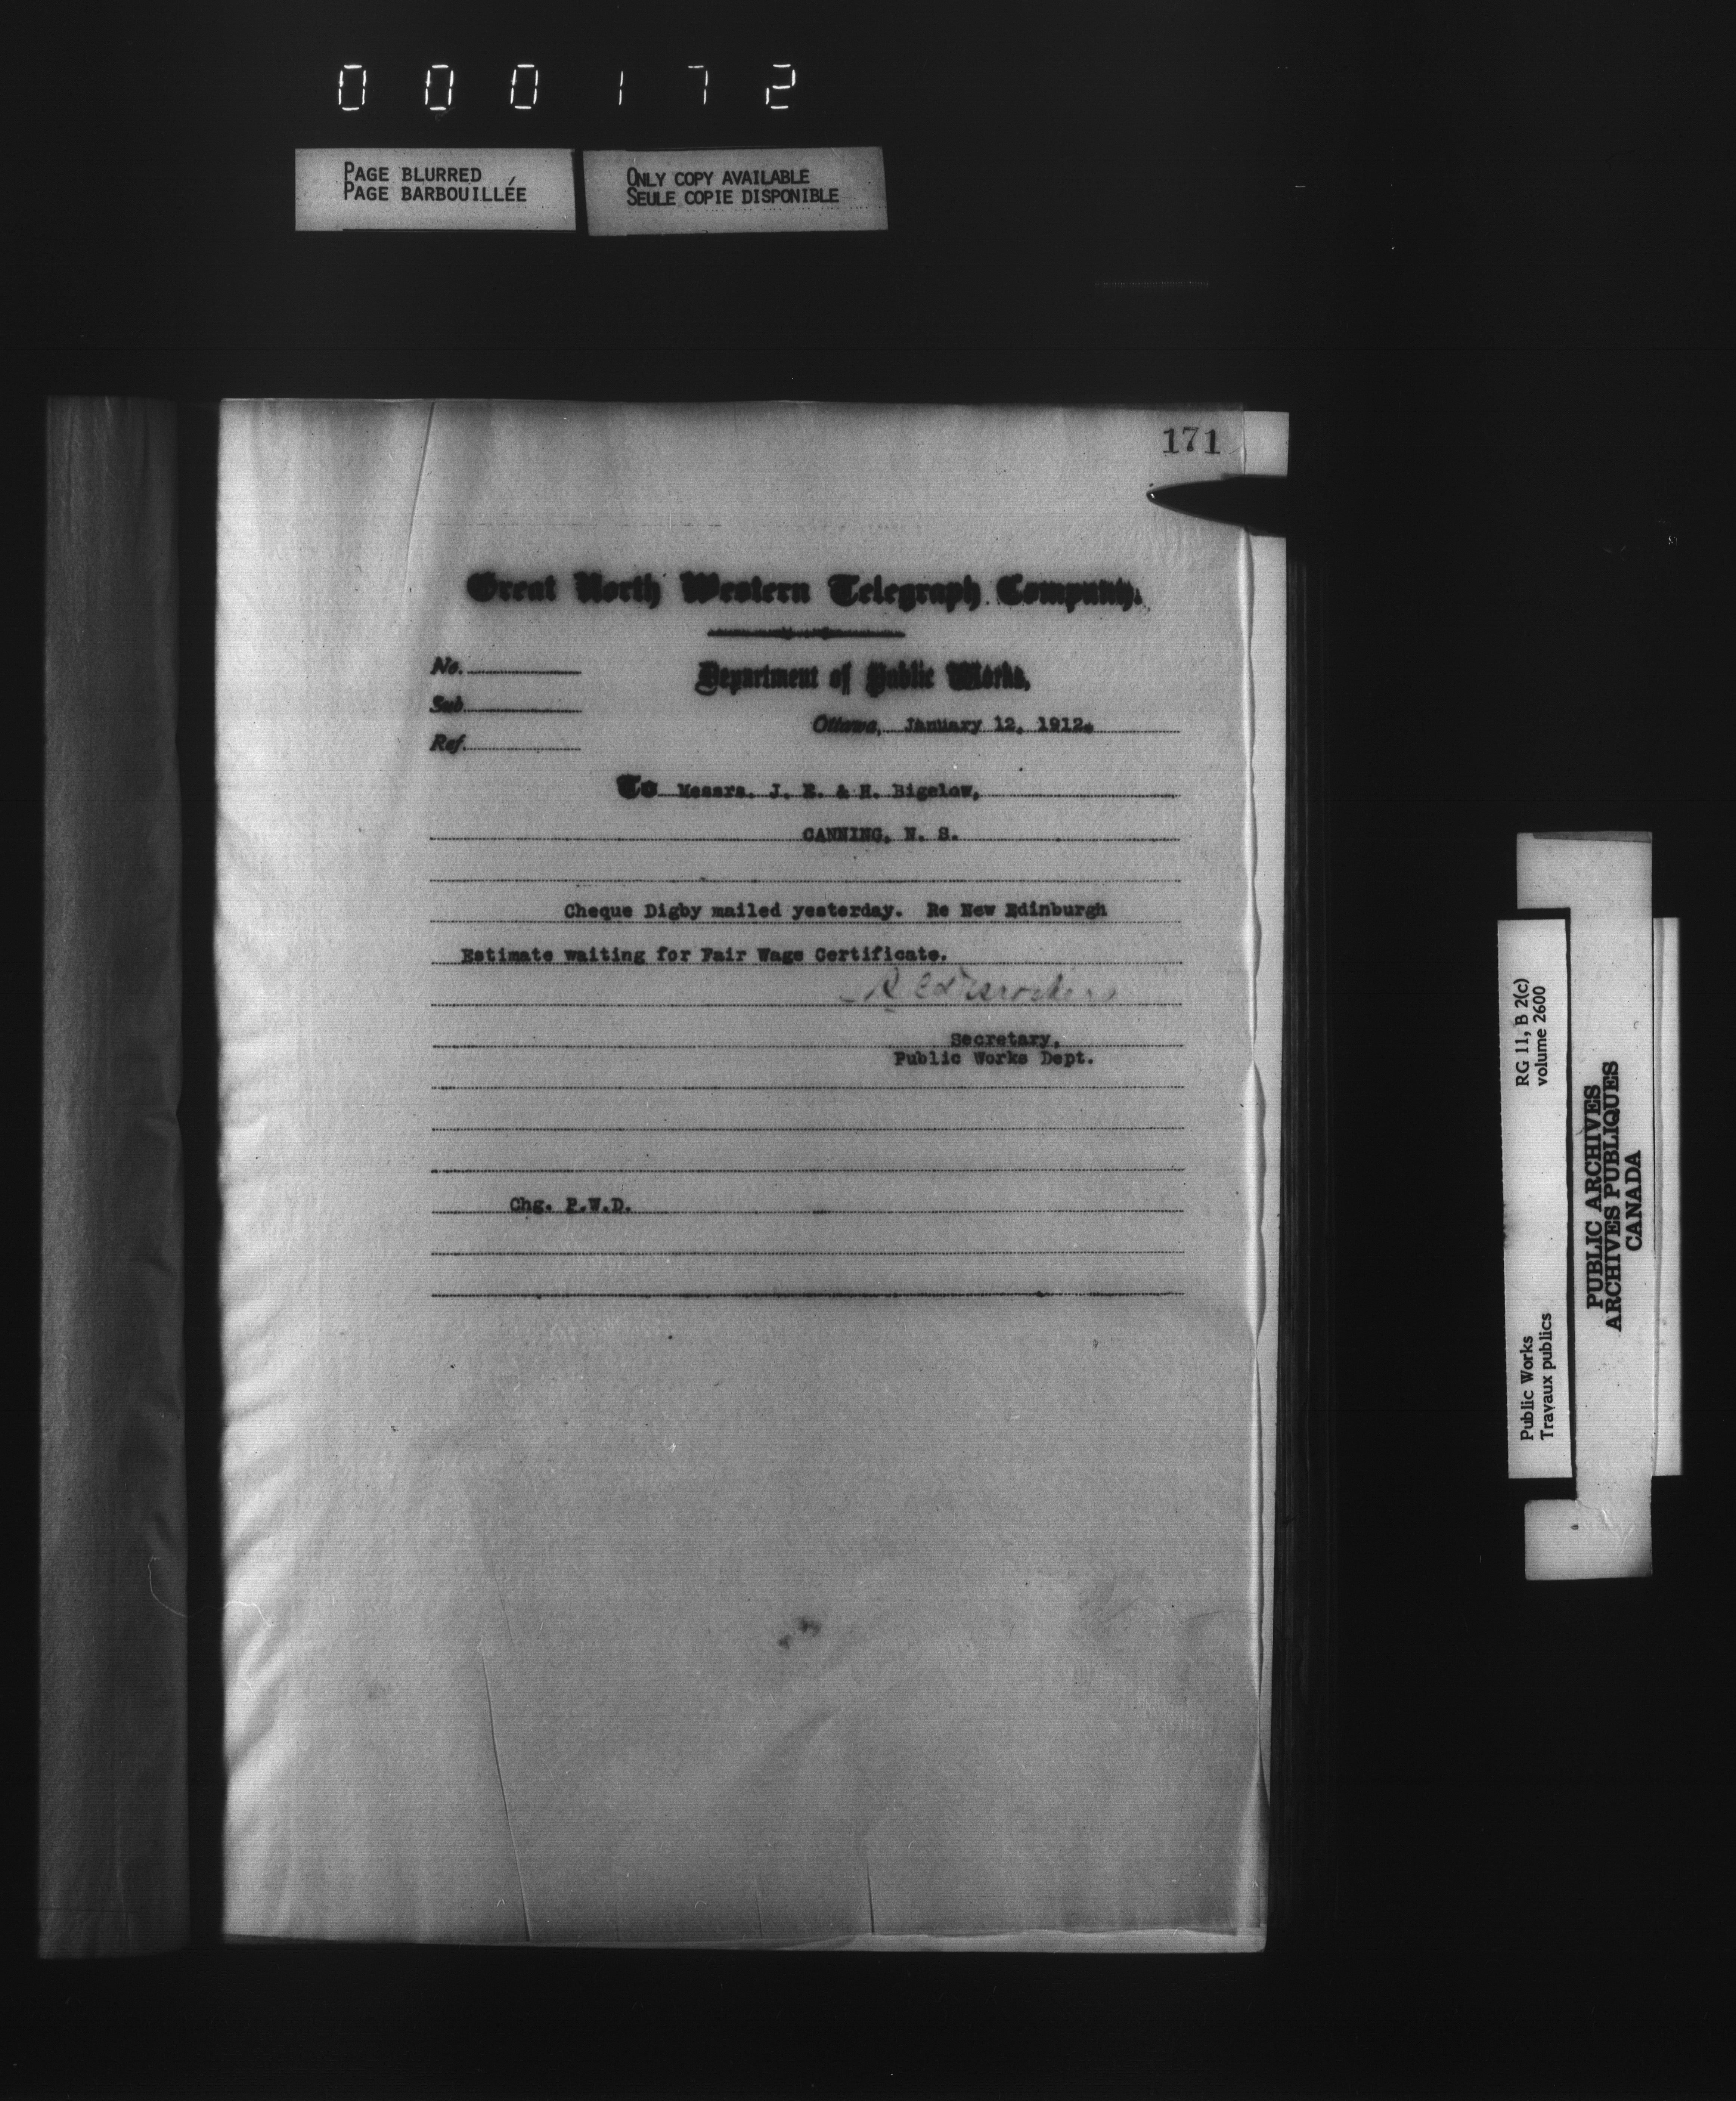 000172
PAGE BLURRED
PAGE BARBOUILLÉE
ONLY COPY AVAILABLE
SEULE COPIE DISPONIBLE
171
Great North Western Telegraph Company.
No.
Department of Public Works,
Sub
Ottawa, January 12, 1912.
Ref.
To Messrs. J. E. & H. Bigelow,
CANNING, N. S.
Cheque Digby mailed yesterday. Re New Edinburgh
Estimate waiting for Fair Wage Certificate.
R C Desrochers
Secretary,
Public Works Dept.
Chg. P.W.D.
RG 11, B 2(c)
volume 2600
Public Works
Travaux publics
PUBLIC ARCHIVES
ARCHIVES PUBLIQUES
CANADA